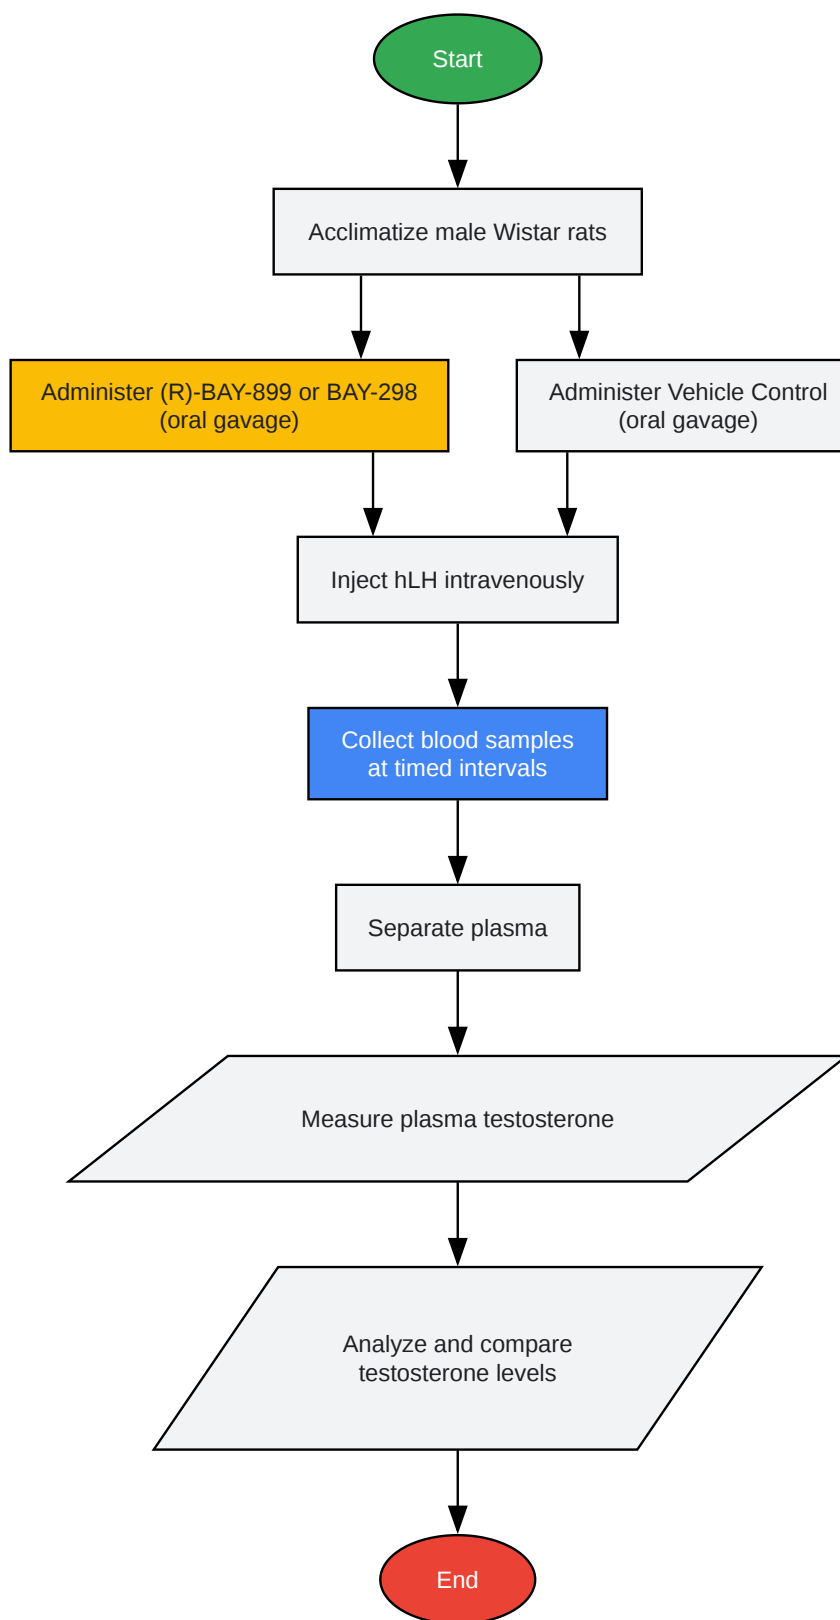 Start
Acclimatize male Wistar rats
Administer (R)-BAY-899 or BAY-298
(oral gavage)
Administer Vehicle Control
(oral gavage)
Inject hLH intravenously
Collect blood samples
at timed intervals
Separate plasma
Measure plasma testosterone
Analyze and compare
testosterone levels
End